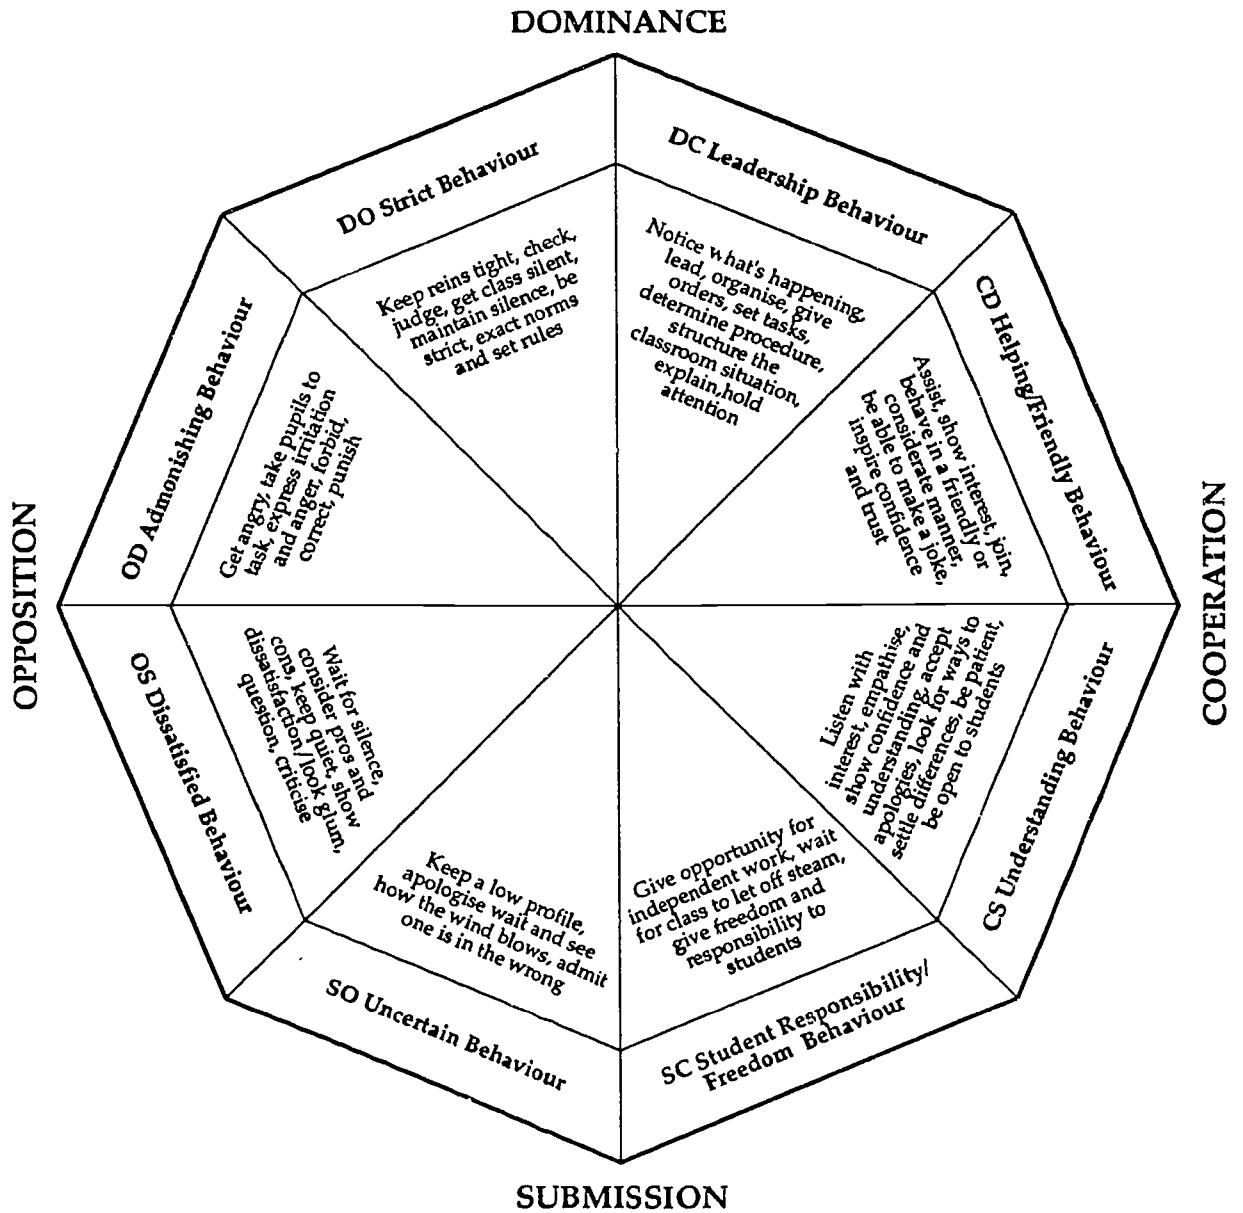 DOMINANCE
DC Leadership Behaviour
Notice what's happening,
lead, organise, give
orders, set tasks,
determine procedure,
structure the
classroom situation,
explain,hold
attention
CD Helping/Friendly Behaviour
Assist, show interest, join,
behave in a friendly or
considerate manner,
be able to make a joke,
inspire confidence
and trust
COOPERATION
CS Understanding Behaviour
Listen with
interest, empathise,
show confidence and
understanding, accept
apologies, look for ways to
settle differences, be patient,
be open to students
SC Student Responsibility/
Freedom Behaviour
Give opportunity for
independent work, wait
for class to let off steam,
give freedom and
responsibility to
students
SUBMISSION
SO Uncertain Behaviour
Keep a low profile,
apologise wait and see
how the wind blows, admit
one is in the wrong
OS Dissatisfied Behaviour
Wait for silence,
consider pros and
cons, keep quiet, show
dissatisfaction/look glum,
question, criticise
OPPOSITION
OD Admonishing Behaviour
Get angry, take pupils to
task, express irritation
and anger, forbid,
correct, punish
DO Strict Behaviour
Keep reins tight, check,
judge, get class silent,
maintain silence, be
strict, exact norms
and set rules